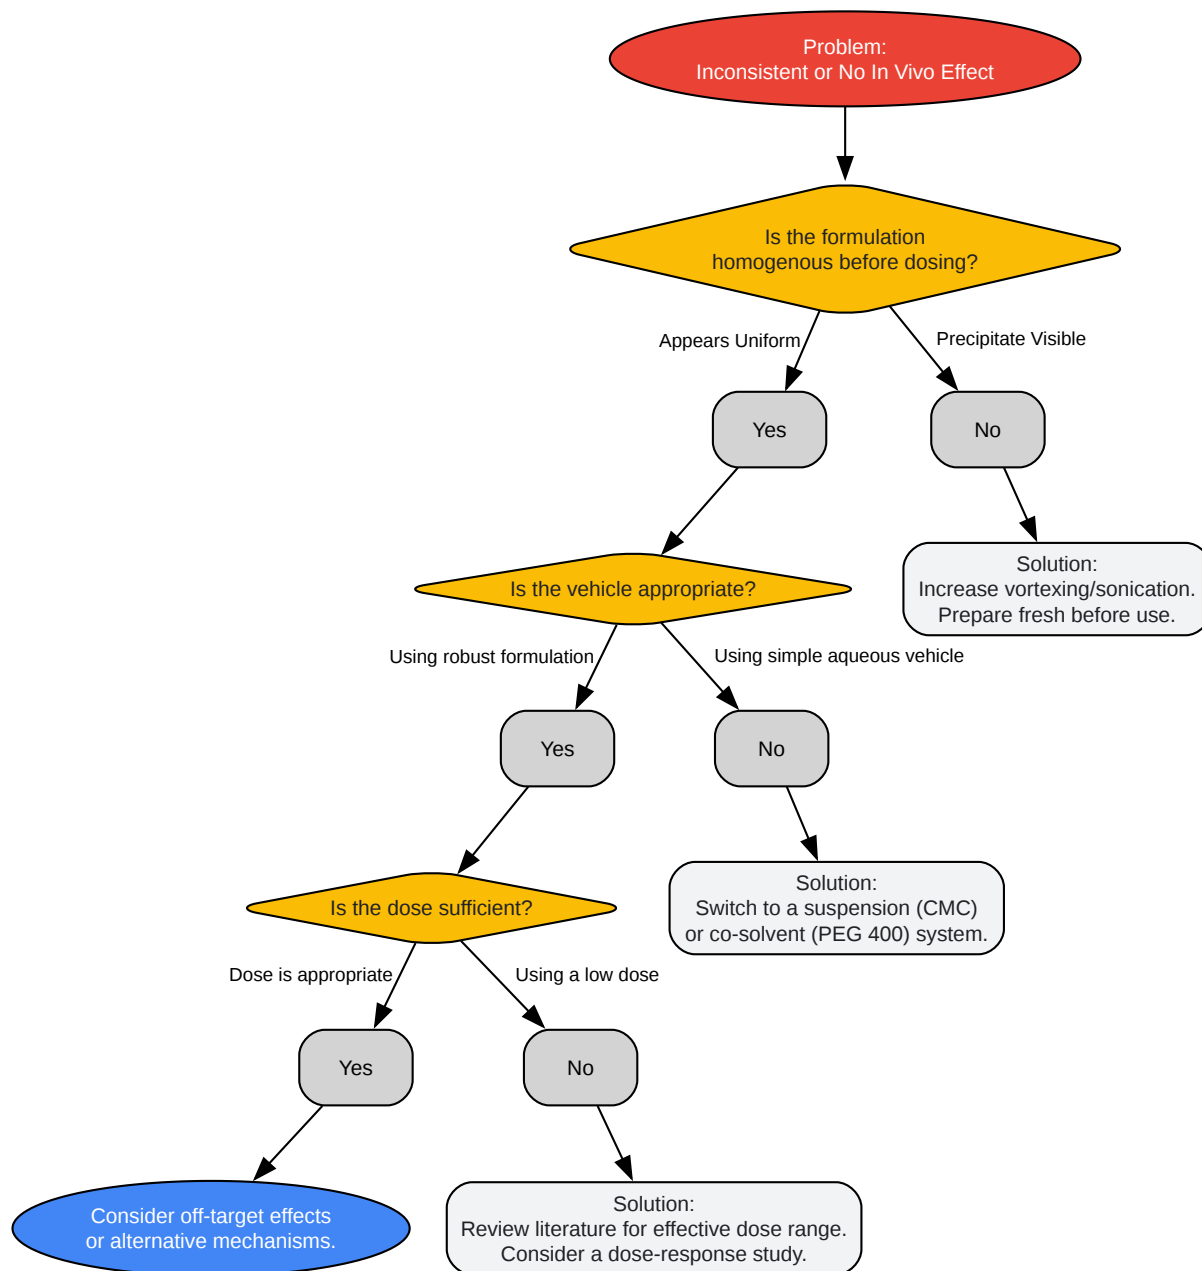 Problem:
Inconsistent or No In Vivo Effect
Is the formulation
homogenous before dosing?
Appears Uniform
Precipitate Visible
Yes
No
Solution:
Increase vortexing/sonication.
Prepare fresh before use.
Is the vehicle appropriate?
Using robust formulation
Using simple aqueous vehicle
Yes
No
Solution:
Switch to a suspension (CMC)
or co-solvent (PEG 400) system.
Is the dose sufficient?
Dose is appropriate
Using a low dose
Yes
No
Consider off-target effects
or alternative mechanisms.
Solution:
Review literature for effective dose range.
Consider a dose-response study.